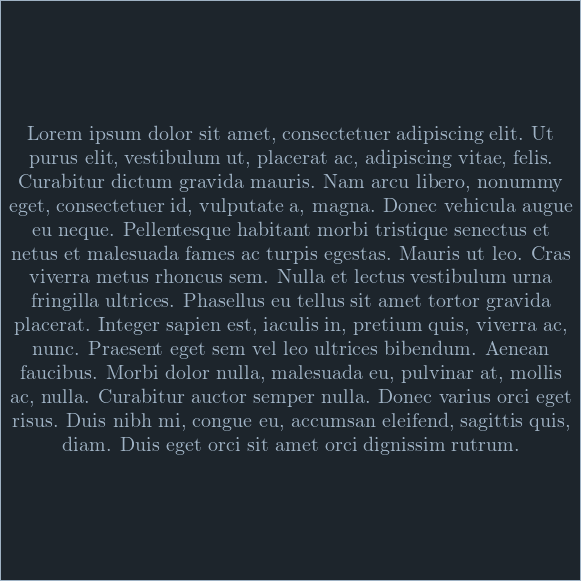 Lorem ipsum dolor sit amet, consectetuer adipiscing elit. Ut
purus elit, vestibulum ut, placerat ac, adipiscing vitae, felis.
Curabitur dictum gravida mauris. Nam arcu libero, nonummy
eget, consectetuer id, vulputate a, magna. Donec vehicula augue
eu neque. Pellentesque habitant morbi tristique senectus et
netus et malesuada fames ac turpis egestas. Mauris ut leo. Cras
viverra metus rhoncus sem. Nulla et lectus vestibulum urna
fringilla ultrices. Phasellus eu tellus sit amet tortor gravida
placerat. Integer sapien est, iaculis in, pretium quis, viverra ac,
nunc. Praesent eget sem vel leo ultrices bibendum. Aenean
faucibus. Morbi dolor nulla, malesuada eu, pulvinar at, mollis
ac, nulla. Curabitur auctor semper nulla. Donec varius orci eget
risus. Duis nibh mi, congue eu, accumsan eleifend, sagittis quis,
diam. Duis eget orci sit amet orci dignissim rutrum.